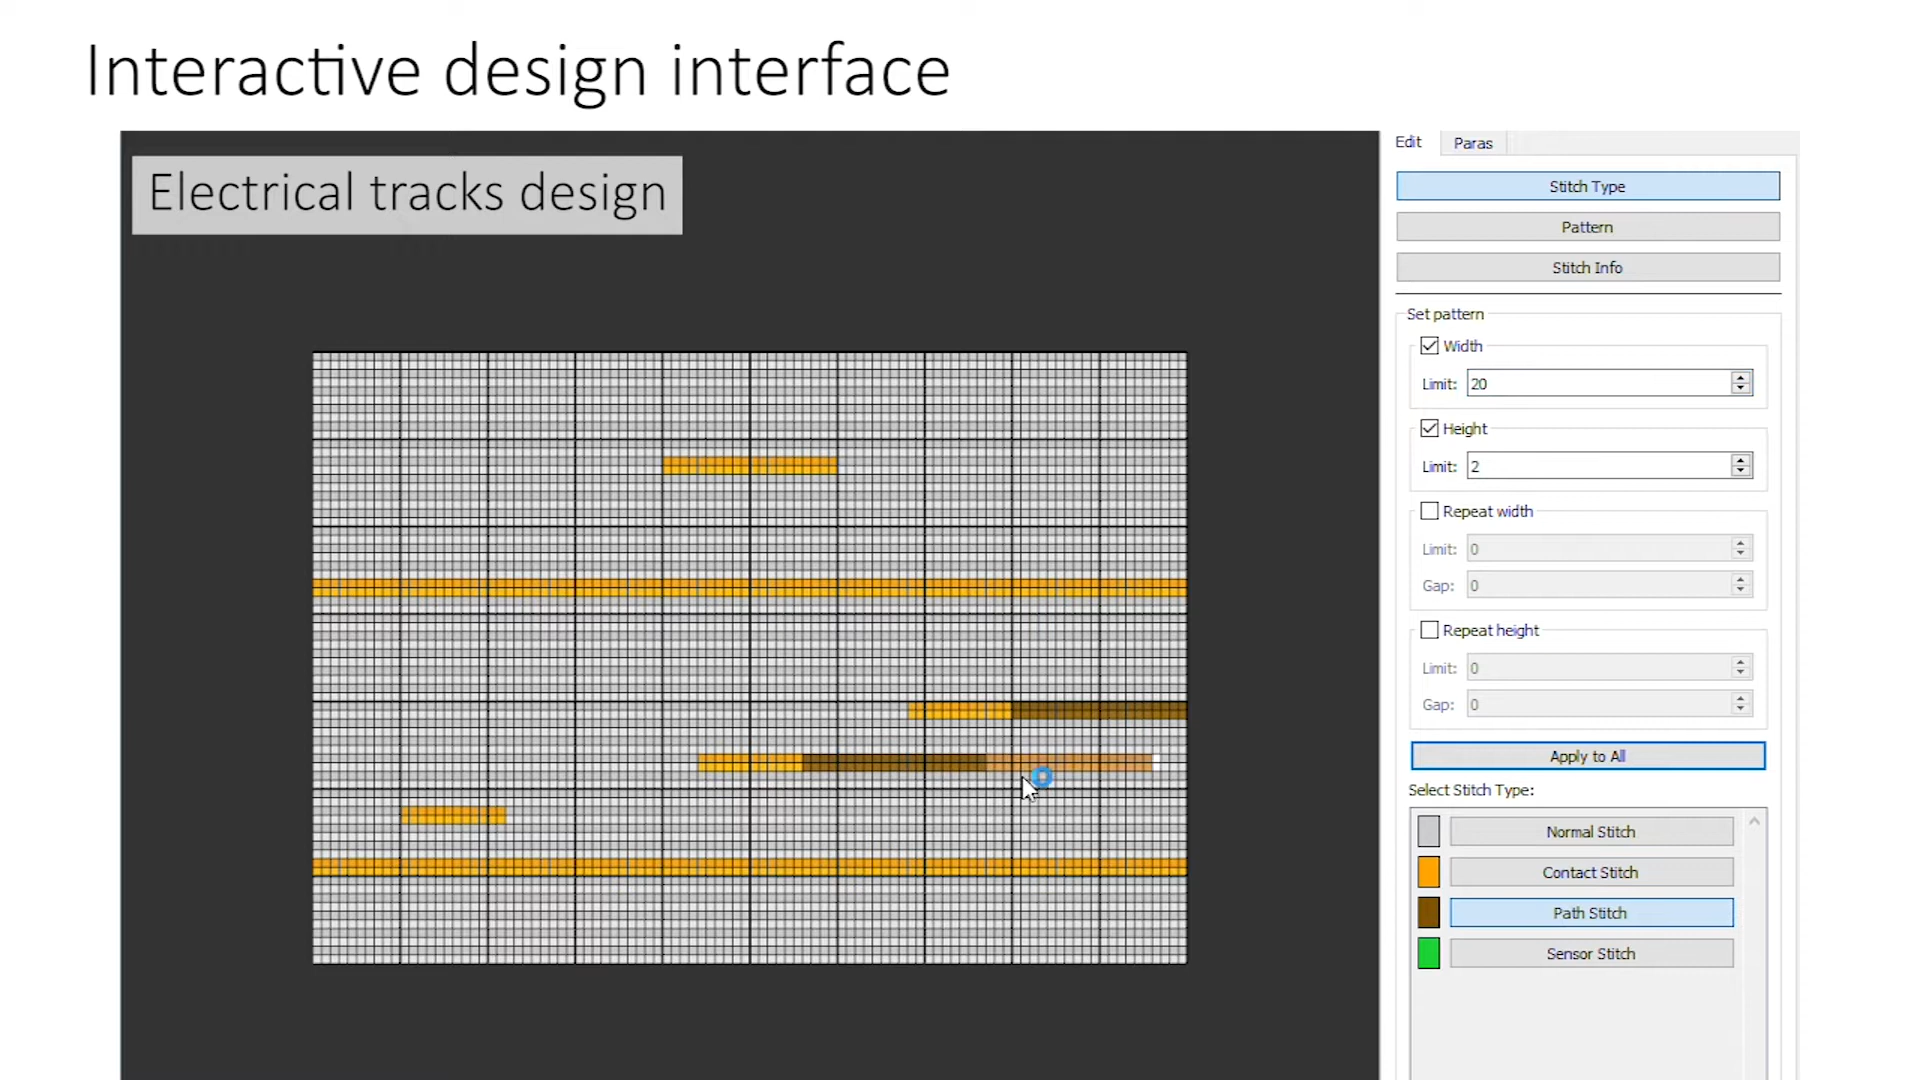 Interactive design interface
Electrical tracks design
Edit
Paras
Stitch Type
Pattern
Stitch Info
Set pattern
Width
Limit: 20
Height
Limit: 2
Repeat width
Limit: 0
Gap: 0
Repeat height
Limit: 0
Gap: 0
Apply to All
Select Stitch Type:
Normal Stitch
Contact Stitch
Path Stitch
Sensor Stitch